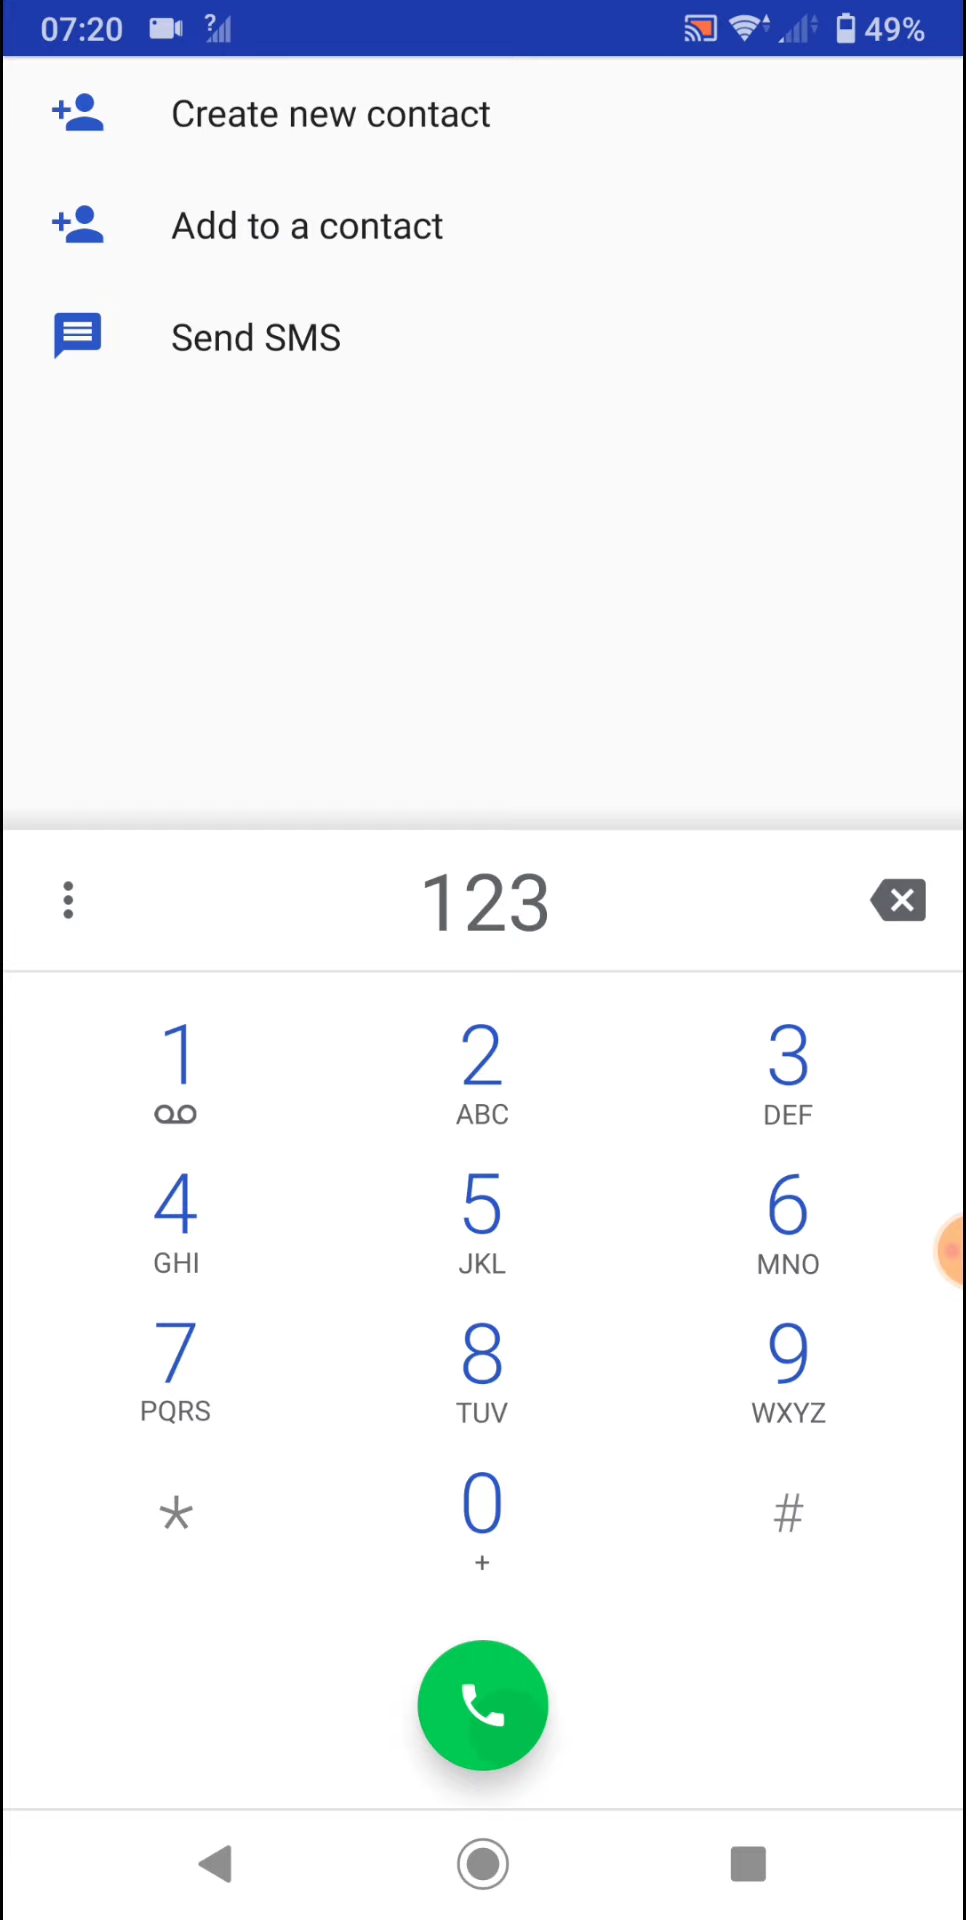 07:20 ? 49%
Create new contact
Add to a contact
Send SMS
123
1 2 3
ABC DEF
4 5 6
GHI JKL MNO
7 8 9
PQRS TUV WXYZ
* 0 #
+